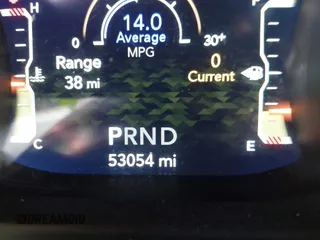 H
F
14.0
0 Average 30+
MPG
Range 0
38 mi Current
C E
PRND
53054 mi